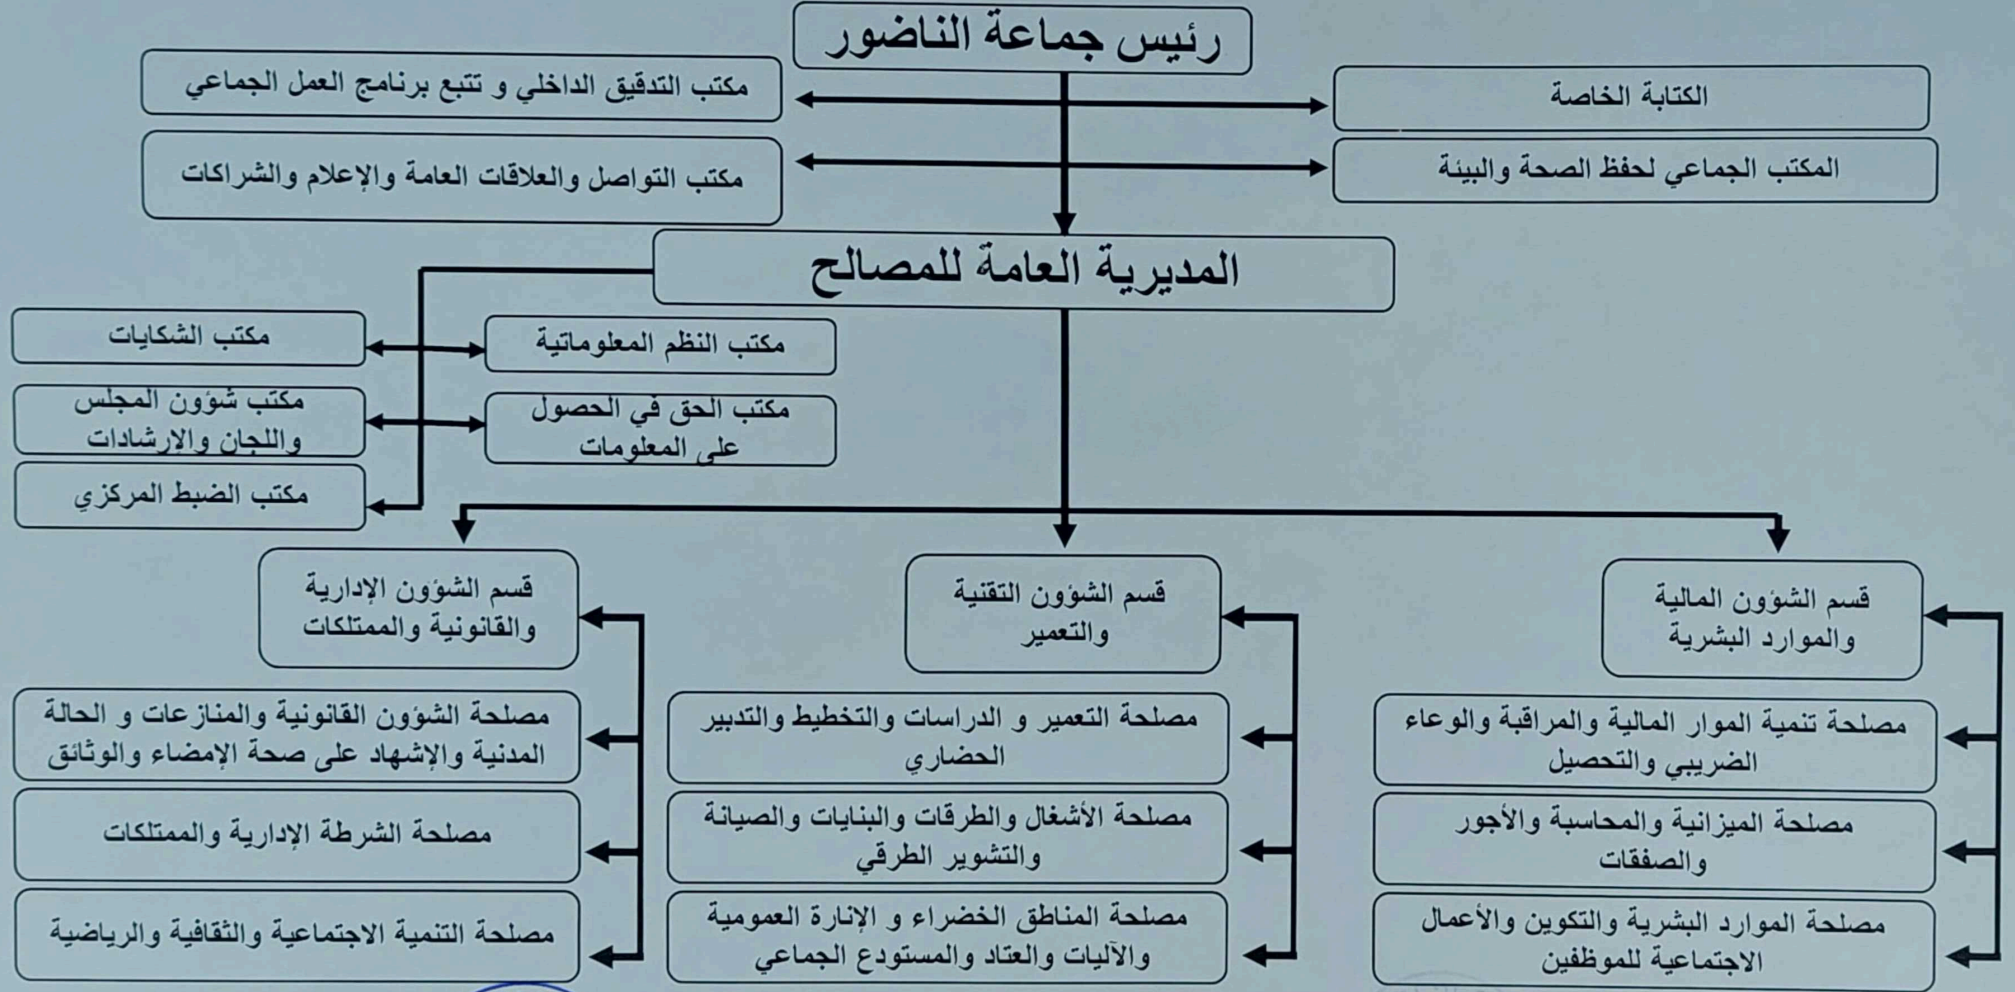 رئيس جماعة الناضور
الكتابة الخاصة
مكتب التدقيق الداخلي و تتبع برنامج العمل الجماعي
المكتب الجماعي لحفظ الصحة والبيئة
مكتب التواصل والعلاقات العامة والإعلام والشراكات
المديرية العامة للمصالح
مكتب النظم المعلوماتية
مكتب الشكايات
مكتب الحق في الحصول
على المعلومات
مكتب شؤون المجلس
واللجان والإرشادات
مكتب الضبط المركزي
قسم الشؤون المالية
والموارد البشرية
مصلحة تنمية الموار المالية والمراقبة والوعاء
الضريبي والتحصيل
مصلحة الميزانية والمحاسبة والأجور
والصفقات
مصلحة الموارد البشرية والتكوين والأعمال
الاجتماعية للموظفين
قسم الشؤون التقنية
والتعمير
مصلحة التعمير و الدراسات والتخطيط والتدبير
الحضاري
مصلحة الأشغال والطرقات والبنايات والصيانة
والتشوير الطرقي
مصلحة المناطق الخضراء و الإنارة العمومية
والآليات والعتاد والمستودع الجماعي
قسم الشؤون الإدارية
والقانونية والممتلكات
مصلحة الشؤون القانونية والمنازعات و الحالة
المدنية والإشهاد على صحة الإمضاء والوثائق
مصلحة الشرطة الإدارية والممتلكات
مصلحة التنمية الاجتماعية والثقافية والرياضية